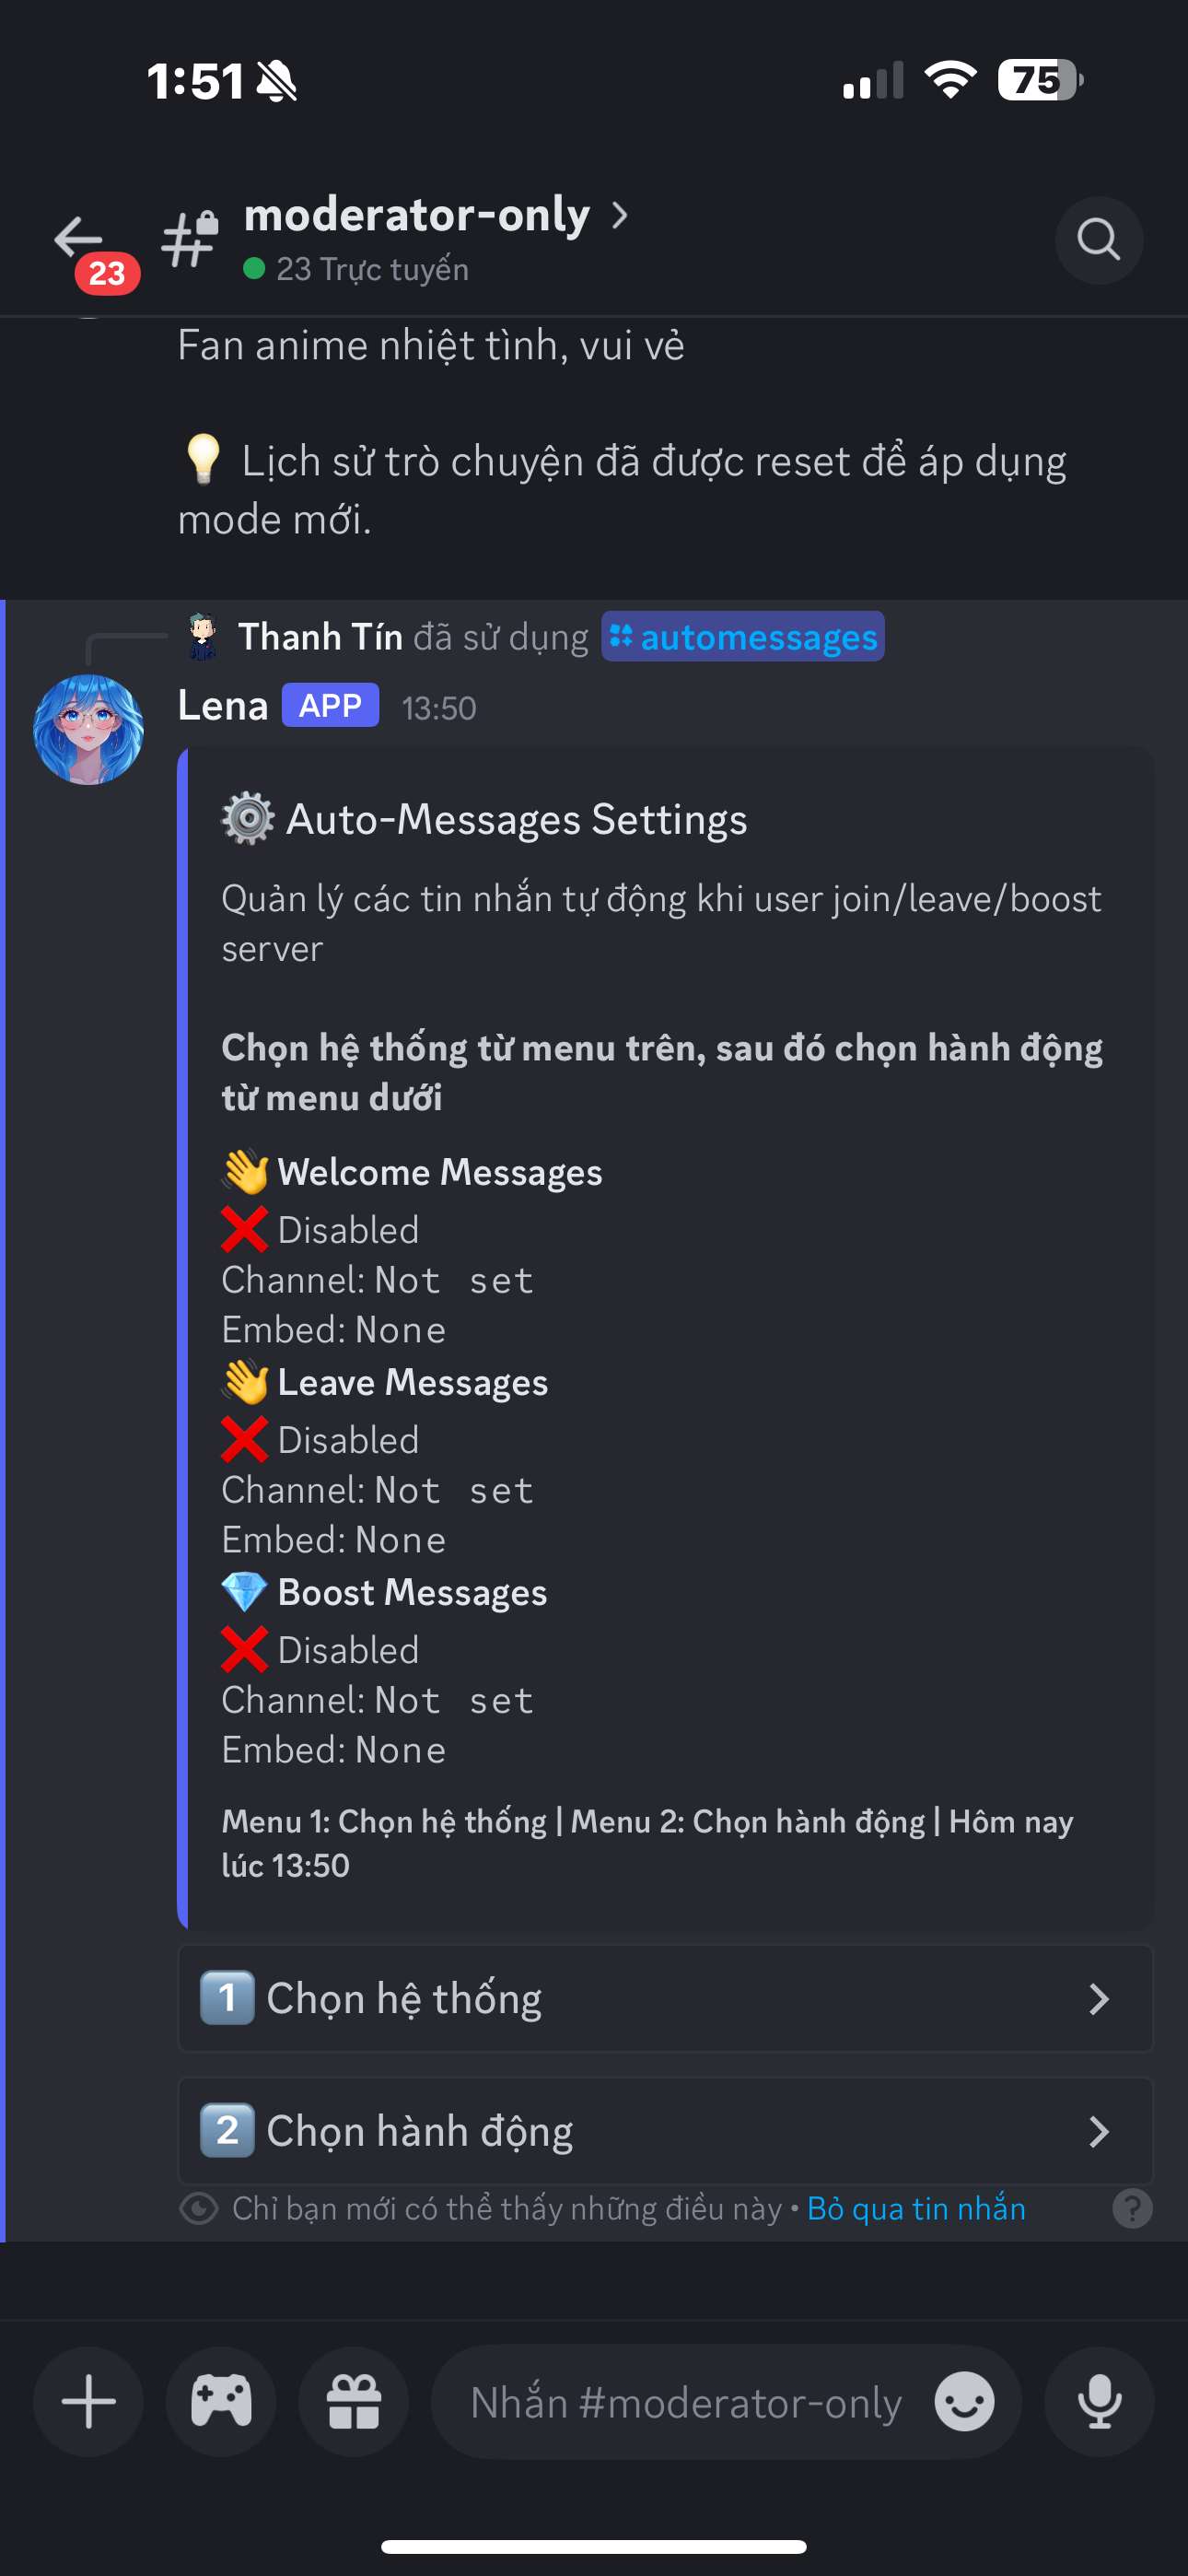 1:51
75
moderator-only
23
23 Trực tuyến
Fan anime nhiệt tình, vui vẻ
💡 Lịch sử trò chuyện đã được reset để áp dụng
mode mới.
Thanh Tín đã sử dụng automessages
Lena APP 13:50
⚙️ Auto-Messages Settings
Quản lý các tin nhắn tự động khi user join/leave/boost
server
Chọn hệ thống từ menu trên, sau đó chọn hành động
từ menu dưới
👋 Welcome Messages
❌ Disabled
Channel: Not set
Embed: None
👋 Leave Messages
❌ Disabled
Channel: Not set
Embed: None
💎 Boost Messages
❌ Disabled
Channel: Not set
Embed: None
Menu 1: Chọn hệ thống | Menu 2: Chọn hành động | Hôm nay
lúc 13:50
1️⃣ Chọn hệ thống
2️⃣ Chọn hành động
Chỉ bạn mới có thể thấy những điều này • Bỏ qua tin nhắn ?
Nhắn #moderator-only